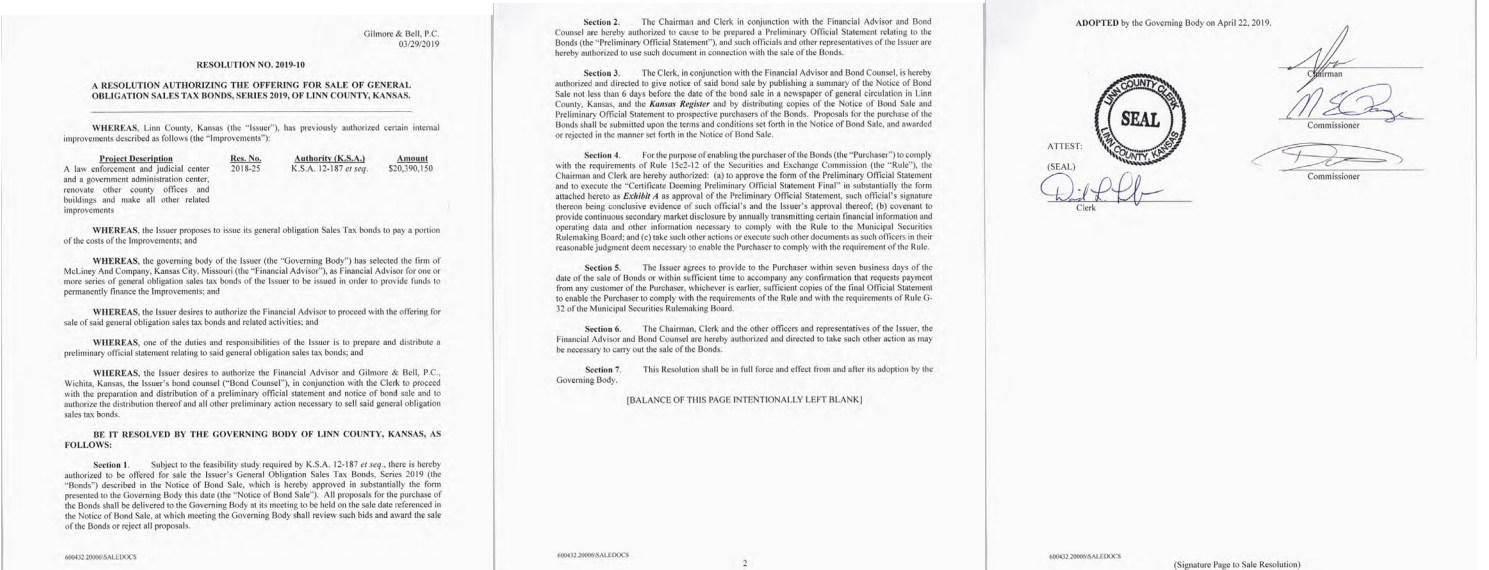 Gilmore & Bell, P.C.
03/29/2019
RESOLUTION NO. 2019-10
A RESOLUTION AUTHORIZING THE OFFERING FOR SALE OF GENERAL
OBLIGATION SALES TAX BONDS, SERIES 2019, OF LINN COUNTY, KANSAS.
WHEREAS, Linn County, Kansas (the “Issuer”), has previously authorized certain internal
improvements described as follows (the “Improvements”):
Project Description Res. No. Authority (K.S.A.) Amount
A law enforcement and judicial center 2018-25 K.S.A. 12-187 et seq. $20,390,150
and a government administration center,
renovate other county offices and
buildings and make all other related
improvements
WHEREAS, the Issuer proposes to issue its general obligation Sales Tax bonds to pay a portion
of the costs of the Improvements; and
WHEREAS, the governing body of the Issuer (the “Governing Body”) has selected the firm of
McLiney And Company, Kansas City, Missouri (the “Financial Advisor”), as Financial Advisor for one or
more series of general obligation sales tax bonds of the Issuer to be issued in order to provide funds to
permanently finance the Improvements; and
WHEREAS, the Issuer desires to authorize the Financial Advisor to proceed with the offering for
sale of said general obligation sales tax bonds and related activities; and
WHEREAS, one of the duties and responsibilities of the Issuer is to prepare and distribute a
preliminary official statement relating to said general obligation sales tax bonds; and
WHEREAS, the Issuer desires to authorize the Financial Advisor and Gilmore & Bell, P.C.,
Wichita, Kansas, the Issuer’s bond counsel (“Bond Counsel”), in conjunction with the Clerk to proceed
with the preparation and distribution of a preliminary official statement and notice of bond sale and to
authorize the distribution thereof and all other preliminary action necessary to sell said general obligation
sales tax bonds.
BE IT RESOLVED BY THE GOVERNING BODY OF LINN COUNTY, KANSAS, AS
FOLLOWS:
Section 1. Subject to the feasibility study required by K.S.A. 12-187 et seq., there is hereby
authorized to be offered for sale the Issuer’s General Obligation Sales Tax Bonds, Series 2019 (the
“Bonds”) described in the Notice of Bond Sale, which is hereby approved in substantially the form
presented to the Governing Body this date (the “Notice of Bond Sale”). All proposals for the purchase of
the Bonds shall be delivered to the Governing Body at its meeting to be held on the sale date referenced in
the Notice of Bond Sale, at which meeting the Governing Body shall review such bids and award the sale
of the Bonds or reject all proposals.
600432.20006\SALEDOCS
Section 2. The Chairman and Clerk in conjunction with the Financial Advisor and Bond
Counsel are hereby authorized to cause to be prepared a Preliminary Official Statement relating to the
Bonds (the “Preliminary Official Statement”), and such officials and other representatives of the Issuer are
hereby authorized to use such document in connection with the sale of the Bonds.
Section 3. The Clerk, in conjunction with the Financial Advisor and Bond Counsel, is hereby
authorized and directed to give notice of said bond sale by publishing a summary of the Notice of Bond
Sale not less than 6 days before the date of the bond sale in a newspaper of general circulation in Linn
County, Kansas, and the Kansas Register and by distributing copies of the Notice of Bond Sale and
Preliminary Official Statement to prospective purchasers of the Bonds. Proposals for the purchase of the
Bonds shall be submitted upon the terms and conditions set forth in the Notice of Bond Sale, and awarded
or rejected in the manner set forth in the Notice of Bond Sale.
Section 4. For the purpose of enabling the purchaser of the Bonds (the “Purchaser”) to comply
with the requirements of Rule 15c2-12 of the Securities and Exchange Commission (the “Rule”), the
Chairman and Clerk are hereby authorized: (a) to approve the form of the Preliminary Official Statement
and to execute the “Certificate Deeming Preliminary Official Statement Final” in substantially the form
attached hereto as Exhibit A as approval of the Preliminary Official Statement, such official’s signature
thereon being conclusive evidence of such official’s and the Issuer’s approval thereof; (b) covenant to
provide continuous secondary market disclosure by annually transmitting certain financial information and
operating data and other information necessary to comply with the Rule to the Municipal Securities
Rulemaking Board; and (c) take such other actions or execute such other documents as such officers in their
reasonable judgment deem necessary to enable the Purchaser to comply with the requirement of the Rule.
Section 5. The Issuer agrees to provide to the Purchaser within seven business days of the
date of the sale of Bonds or within sufficient time to accompany any confirmation that requests payment
from any customer of the Purchaser, whichever is earlier, sufficient copies of the final Official Statement
to enable the Purchaser to comply with the requirements of the Rule and with the requirements of Rule G-
32 of the Municipal Securities Rulemaking Board.
Section 6. The Chairman, Clerk and the other officers and representatives of the Issuer, the
Financial Advisor and Bond Counsel are hereby authorized and directed to take such other action as may
be necessary to carry out the sale of the Bonds.
Section 7. This Resolution shall be in full force and effect from and after its adoption by the
Governing Body.
[BALANCE OF THIS PAGE INTENTIONALLY LEFT BLANK]
600432.20006\SALEDOCS
2
ADOPTED by the Governing Body on April 22, 2019.
Chairman
Commissioner
Commissioner
LINN COUNTY CLERK
SEAL
LINN COUNTY, KANSAS
ATTEST:
(SEAL)
Clerk
600432.20006\SALEDOCS
(Signature Page to Sale Resolution)